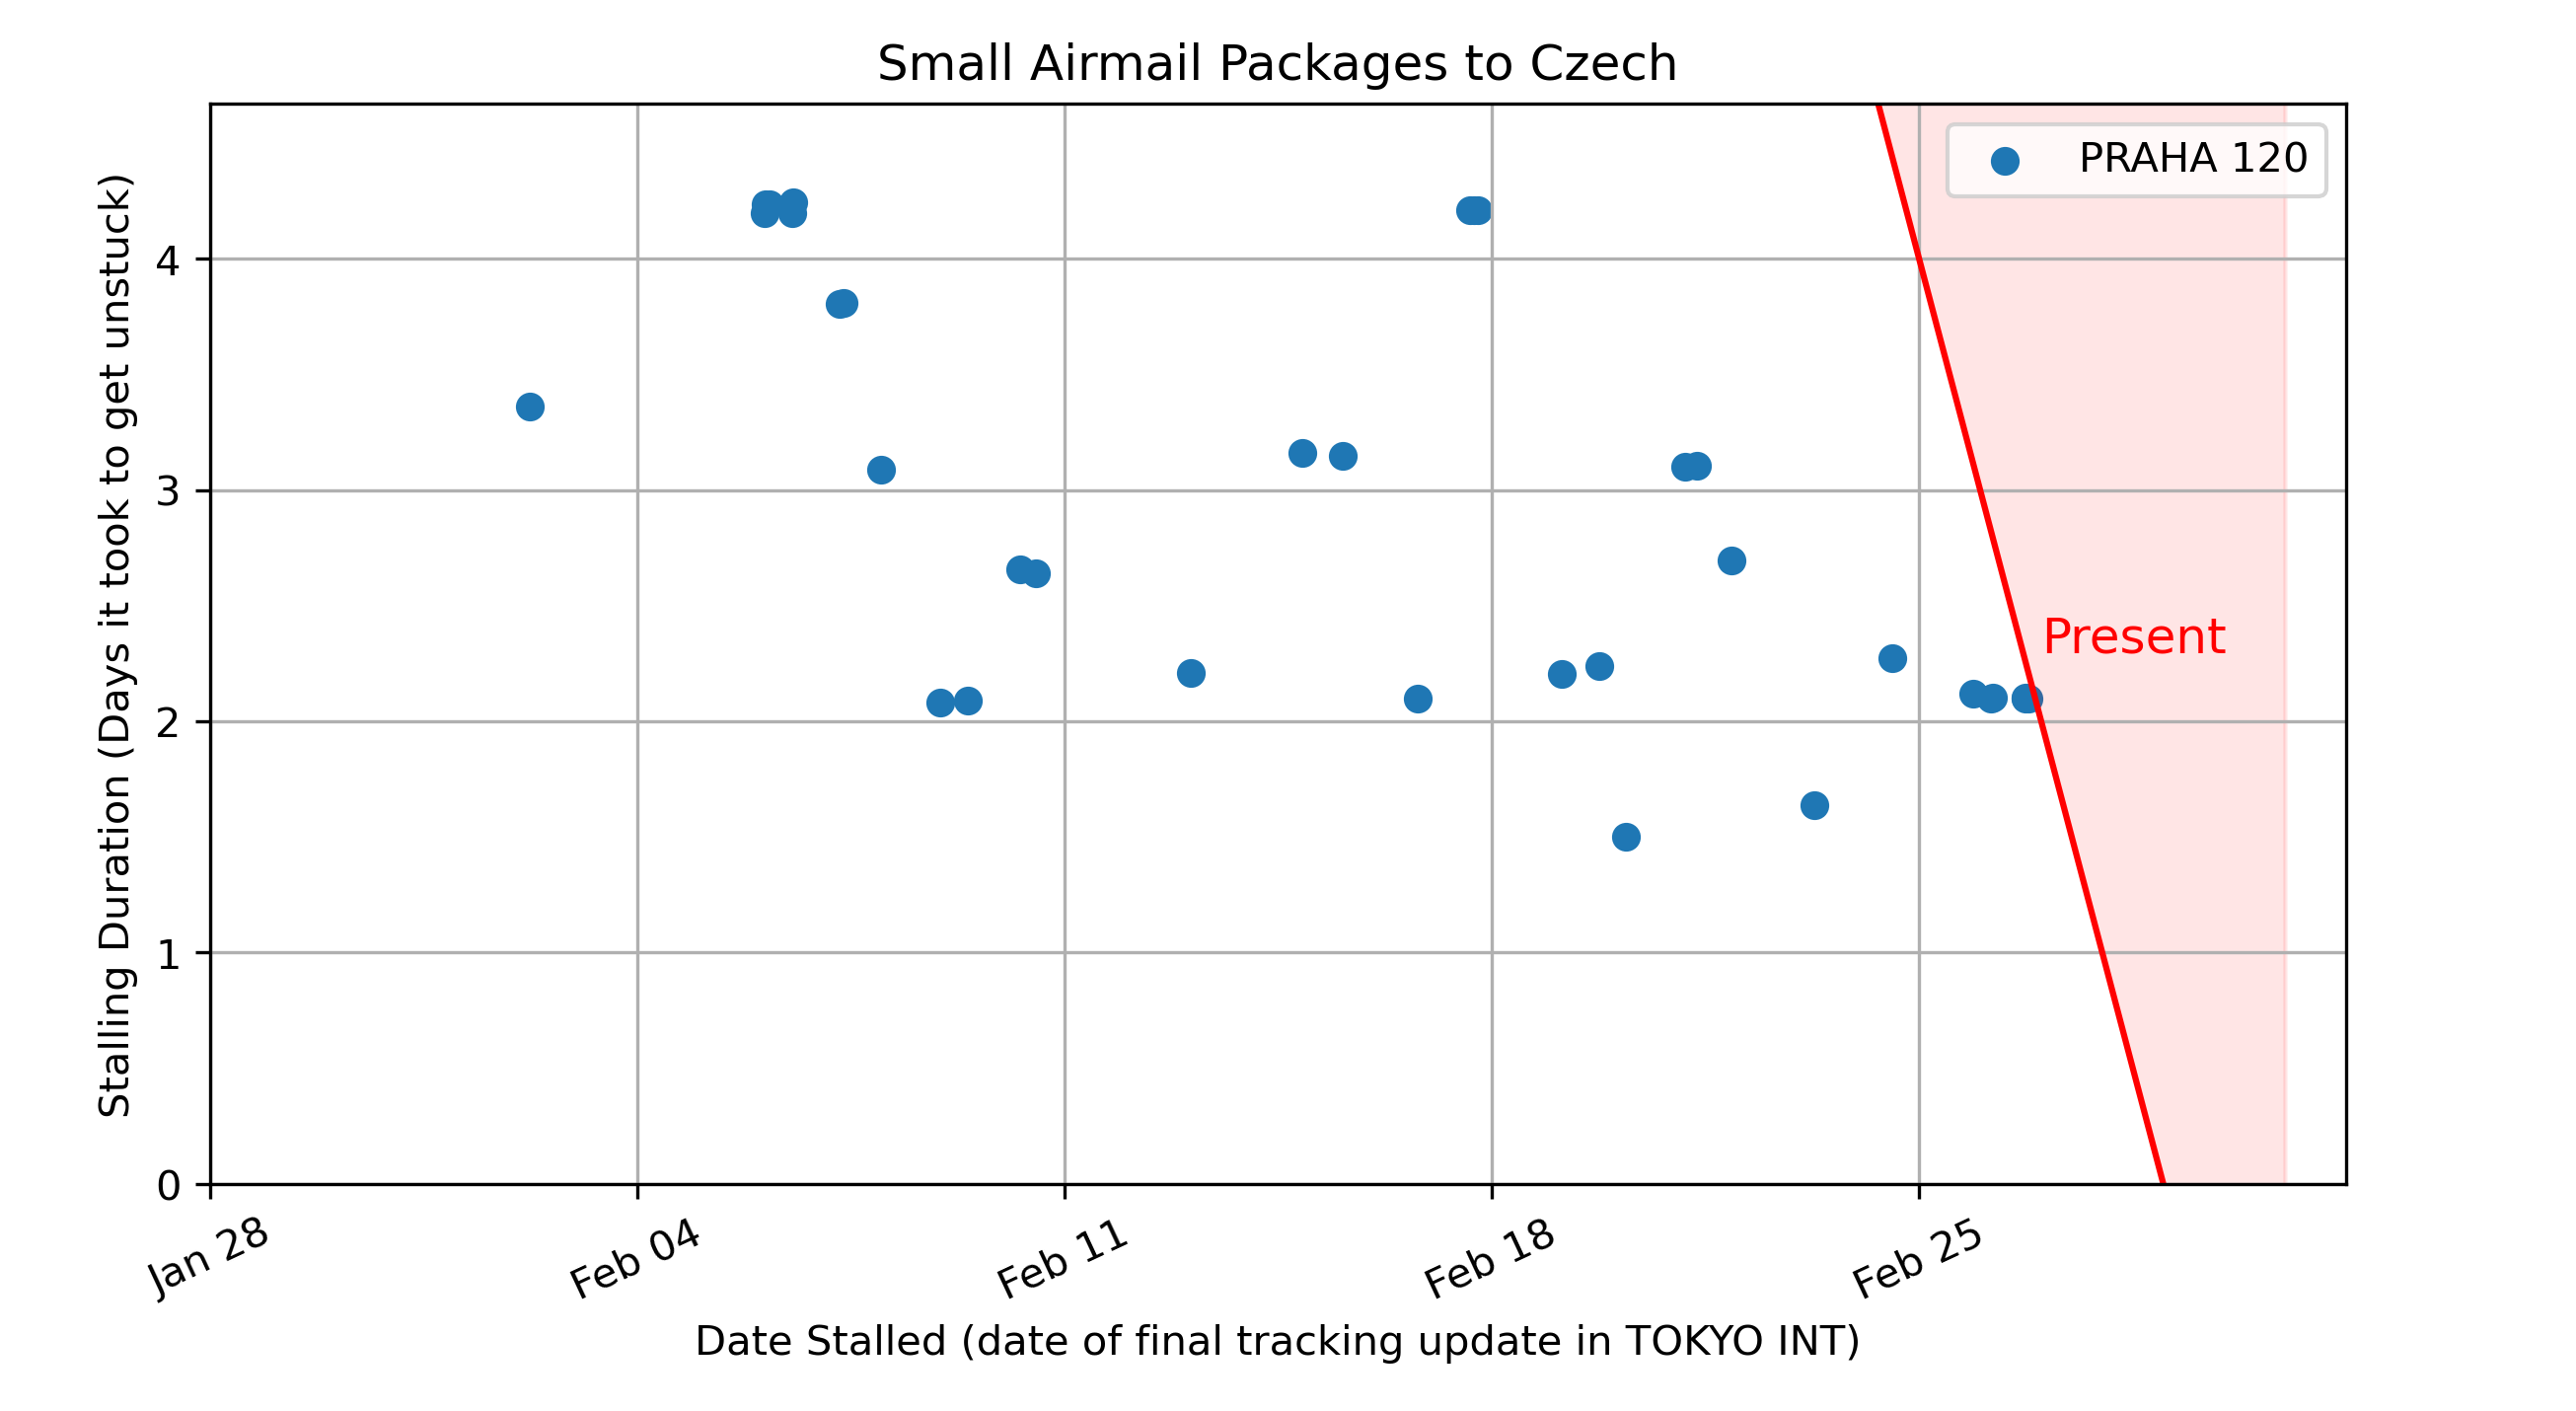 Small Airmail Packages to Czech
PRAHA 120
Stalling Duration (Days it took to get unstuck)
4
3
2
1
0
Present
Jan 28
Feb 04
Feb 11
Feb 18
Feb 25
Date Stalled (date of final tracking update in TOKYO INT)